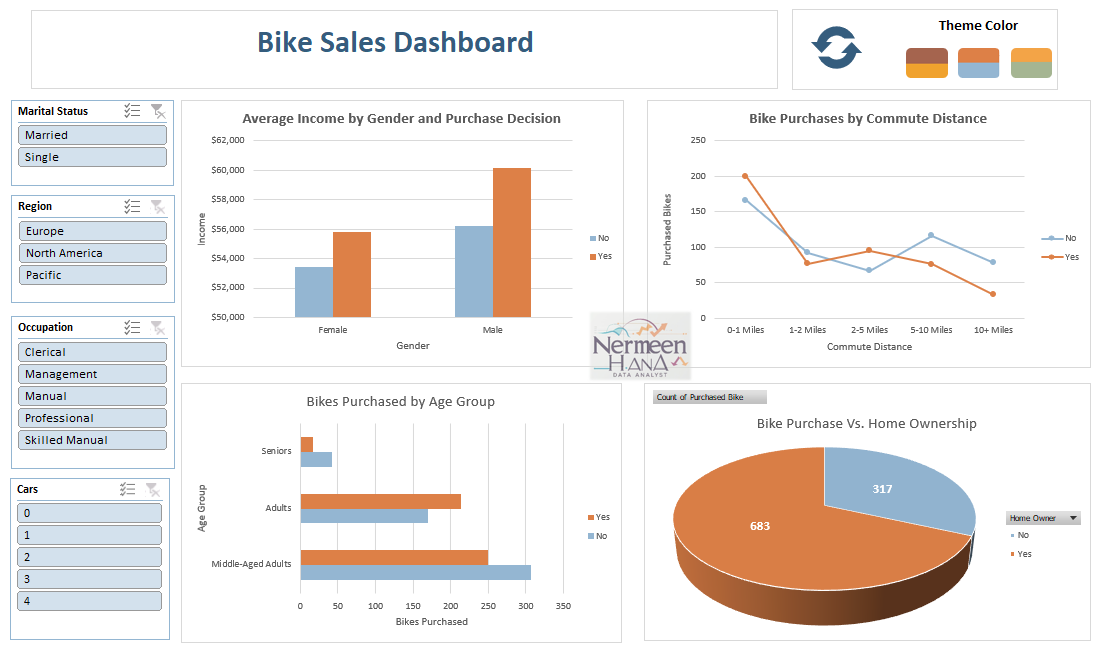 Bike Sales Dashboard
Theme Color
Marital Status
Married
Single
Region
Europe
North America
Pacific
Occupation
Clerical
Management
Manual
Professional
Skilled Manual
Cars
0
1
2
3
4
Average Income by Gender and Purchase Decision
$62,000
$60,000
$58,000
$56,000
$54,000
$52,000
$50,000
Income
Female
Male
Gender
No
Yes
Bike Purchases by Commute Distance
250
200
150
100
50
0
Purchased Bikes
0-1 Miles
1-2 Miles
2-5 Miles
5-10 Miles
10+ Miles
Commute Distance
No
Yes
Nermeen
HANA
DATA ANALYST
Bikes Purchased by Age Group
Age Group
Seniors
Adults
Middle-Aged Adults
0
50
100
150
200
250
300
350
Bikes Purchased
Yes
No
Count of Purchased Bike
Bike Purchase Vs. Home Ownership
317
683
Home Owner
No
Yes